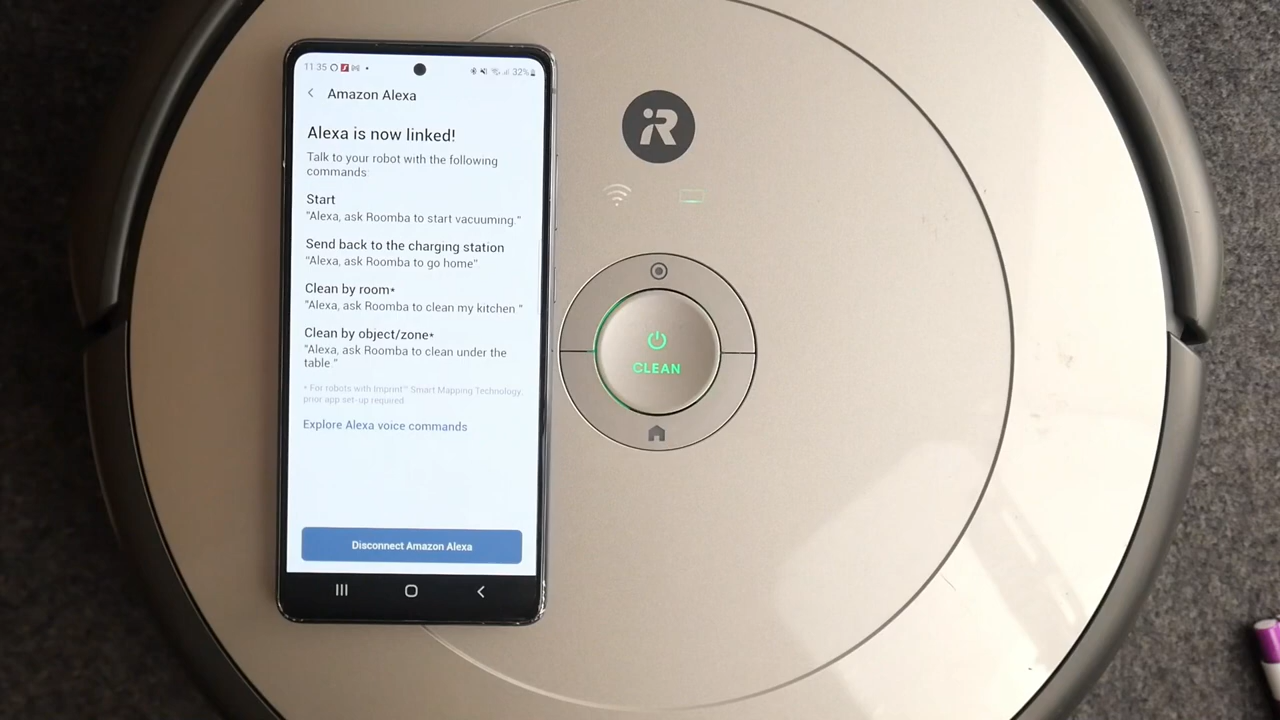 11:35
32%
Amazon Alexa
Alexa is now linked!
Talk to your robot with the following
commands:
Start
"Alexa, ask Roomba to start vacuuming."
Send back to the charging station
"Alexa, ask Roomba to go home"
Clean by room*
"Alexa, ask Roomba to clean my kitchen."
Clean by object/zone*
"Alexa, ask Roomba to clean under the
table."
* For robots with Imprint™ Smart Mapping Technology,
prior app set-up required
Explore Alexa voice commands
Disconnect Amazon Alexa
iR
CLEAN